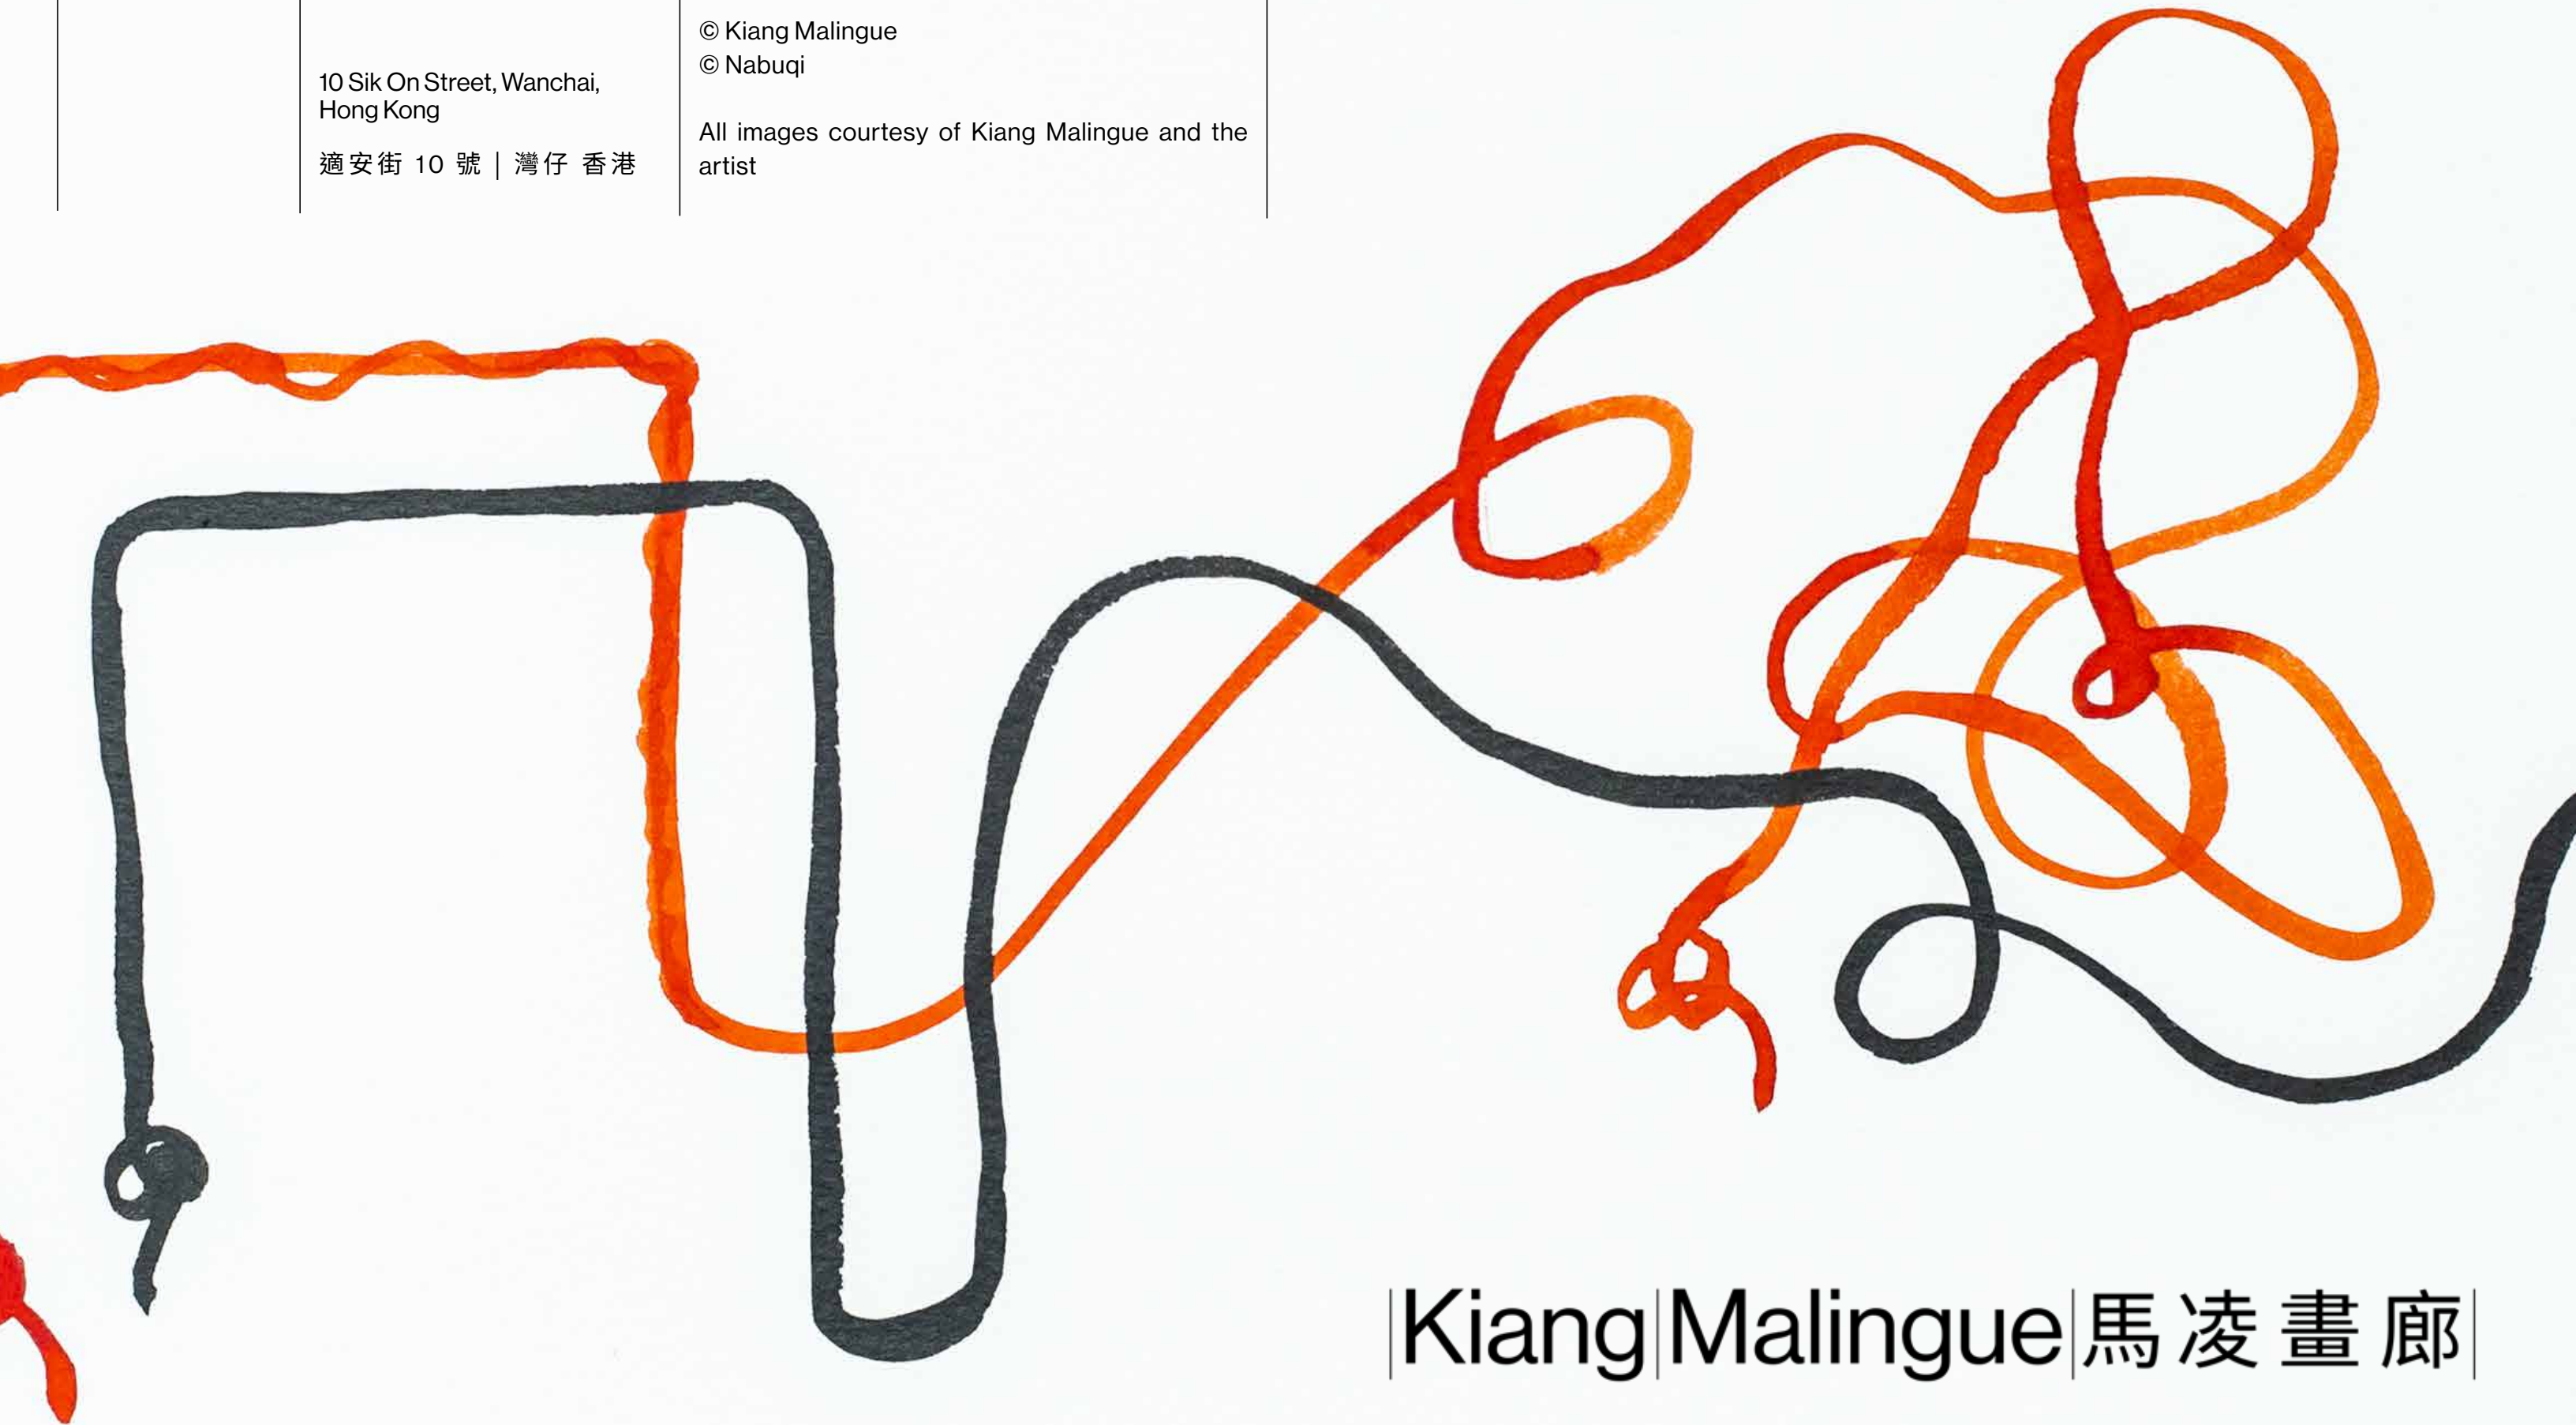 10 Sik On Street, Wanchai,
Hong Kong
適安街 10 號 | 灣仔 香港
© Kiang Malingue
© Nabuqi
All images courtesy of Kiang Malingue and the
artist
Kiang Malingue 馬凌畫廊